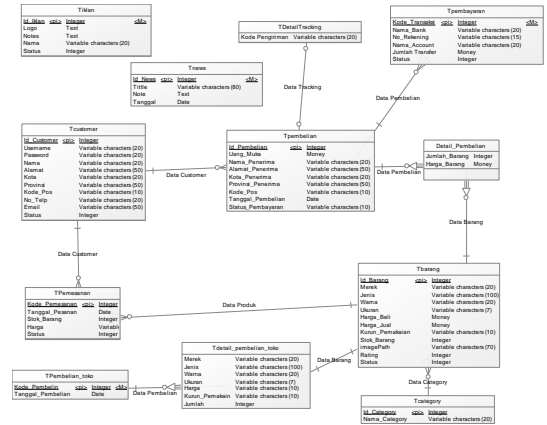 Tiklan
Id_Iklan <pi> Integer <M>
Logo Text
Notes Text
Nama Variable characters (20)
Status Integer
Tnews
Id_News <pi> Integer <M>
Tittle Variable characters (80)
Note Text
Tanggal Date
TDetailTracking
Kode Pengiriman Variable characters (20)
Data Tracking
Tpembayaran
Kode_Transaksi <pi> Integer <M>
Nama_Bank Variable characters (20)
No_Rekening Variable characters (15)
Nama_Account Variable characters (20)
Jumlah Transfer Money
Status Integer
Data Pembelian
Tcustomer
Id_Customer <pi> Integer
Username Variable characters (20)
Password Variable characters (20)
Nama Variable characters (20)
Alamat Variable characters (50)
Kota Variable characters (20)
Provinsi Variable characters (50)
Kode_Pos Variable characters (10)
No_Telp Variable characters (20)
Email Variable characters (50)
Status Integer
Data Customer
Tpembelian
Id_Pembelian <pi> Integer
Uang_Muka Money
Nama_Penerima Variable characters (20)
Alamat_Penerima Variable characters (50)
Kota_Penerima Variable characters (20)
Provinsi_Penerima Variable characters (50)
Kode_Pos Variable characters (10)
Tanggal_Pembelian Date
Status_Pembayaran Variable characters (10)
Data Pembelian
Detail_Pembelian
Jumlah_Barang Integer
Harga_Barang Money
Data Barang
Data Customer
TPemesanan
Kode_Pemesanan <pi> Integer
Tanggal_Pesanan Date
Stok_Barang Integer
Harga Variabl
Status Integer
Data Produk
Tbarang
Id_Barang <pi> Integer
Merek Variable characters (20)
Jenis Variable characters (100)
Warna Variable characters (20)
Ukuran Variable characters (7)
Harga_Beli Money
Harga_Jual Money
Kurun_Pemakaian Variable characters (10)
Stok_Barang Integer
imagePath Variable characters (70)
Rating Integer
Status Integer
Data Category
Tcategory
Id_Category <pi> Integer
Nama_Category Variable characters (20)
Tdetail_pembelian_toko
Merek Variable characters (20)
Jenis Variable characters (100)
Warna Variable characters (20)
Ukuran Variable characters (7)
Harga Variable characters (10)
Kurun_Pemakain Variable characters (10)
Jumlah Integer
Data Barang
TPembelian_toko
Kode_Pembelin <pi> Integer <M>
Tanggal_Pembelian Date
Data Pembelian